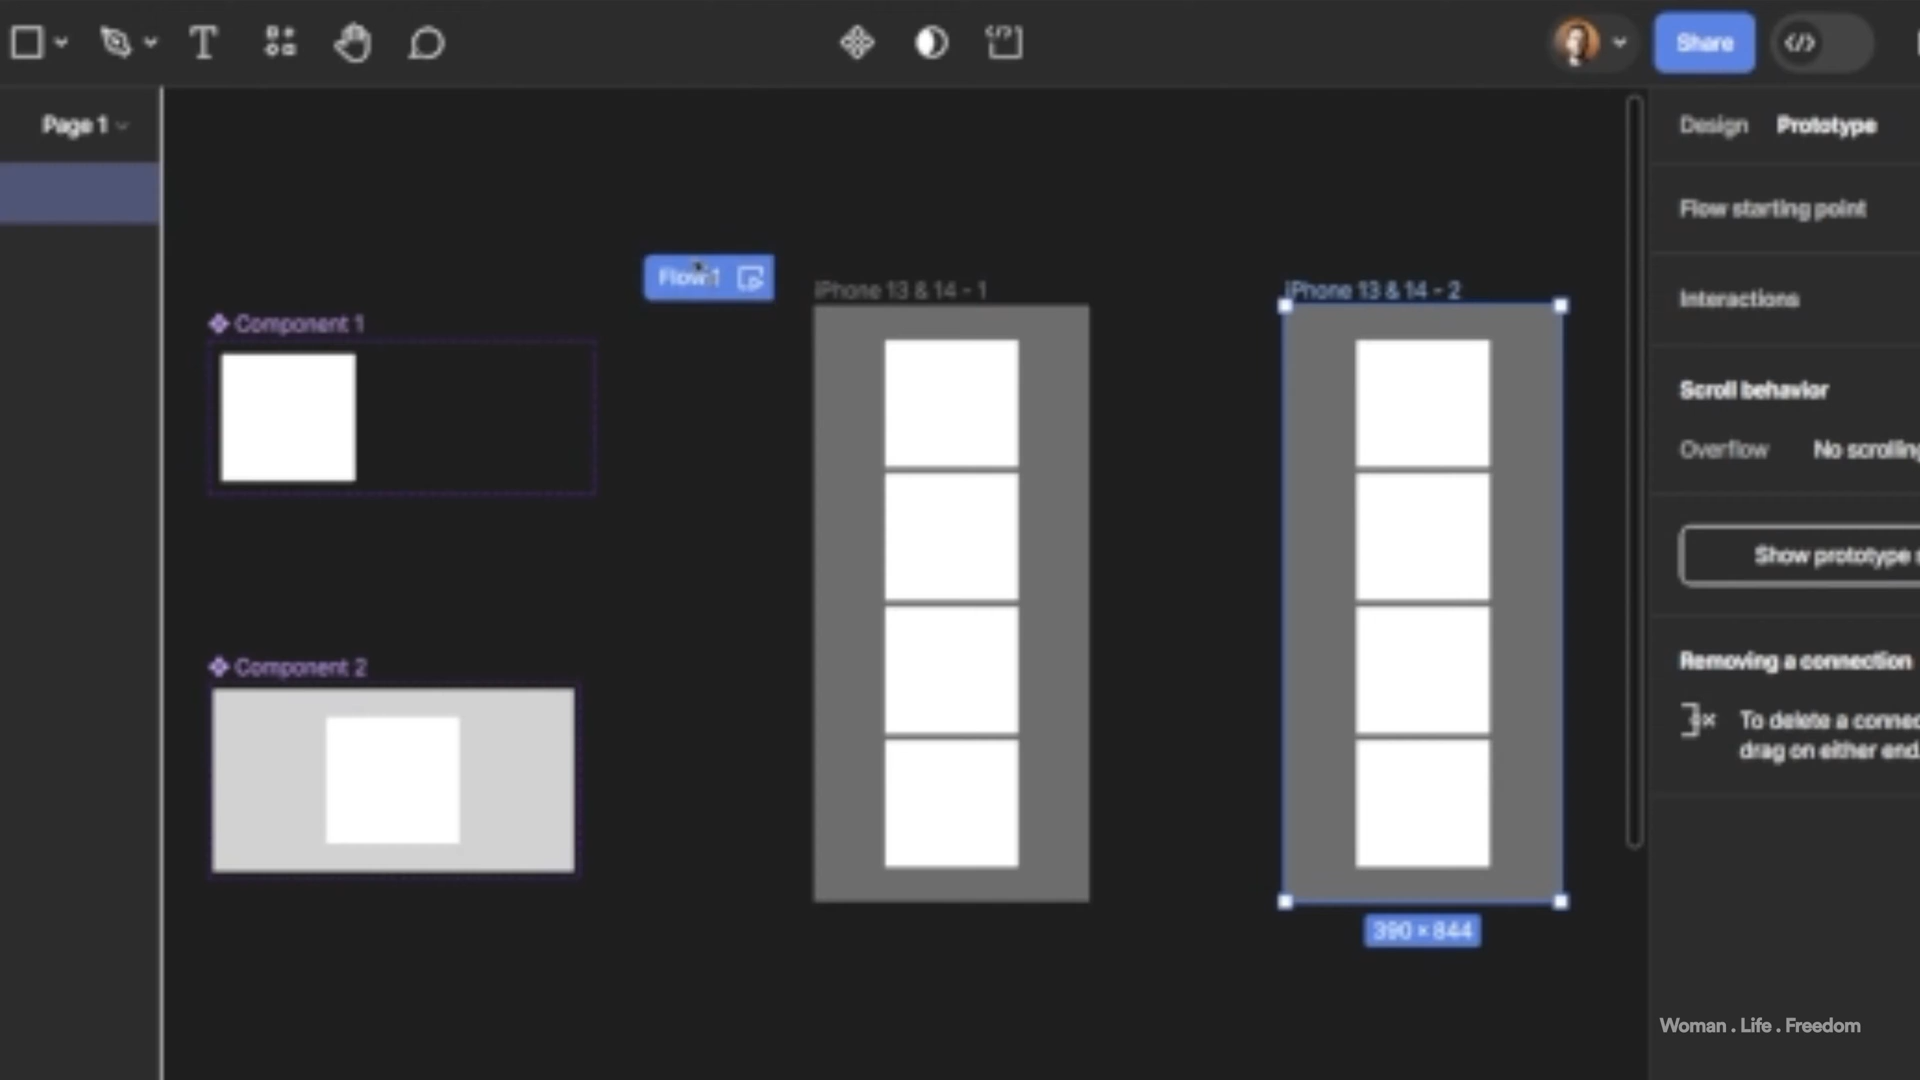 Share
Page 1
Design Prototype
Flow starting point
Flow 1
iPhone 13 & 14 - 1
iPhone 13 & 14 - 2
Interactions
Component 1
Scroll behavior
Overflow No scrolling
Show prototype
Component 2
Removing a connection
To delete a connec
drag on either end.
390 × 844
Woman . Life . Freedom